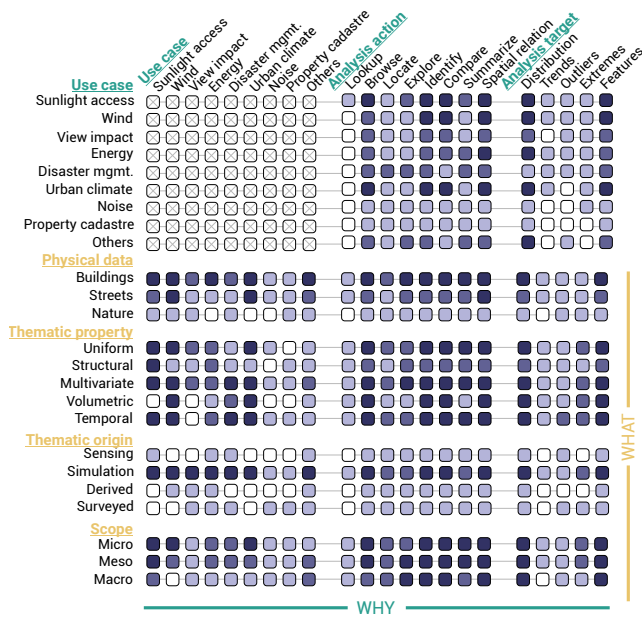 Use case
Sunlight access
Wind
View impact
Energy
Disaster mgmt.
Urban climate
Noise
Property cadastre
Others
Analysis action
Lookup
Browse
Locate
Explore
Identify
Compare
Summarize
Spatial relation
Analysis target
Distribution
Trends
Outliers
Extremes
Features
Use case
Sunlight access
Wind
View impact
Energy
Disaster mgmt.
Urban climate
Noise
Property cadastre
Others
Physical data
Buildings
Streets
Nature
Thematic property
Uniform
Structural
Multivariate
Volumetric
Temporal
Thematic origin
Sensing
Simulation
Derived
Surveyed
Scope
Micro
Meso
Macro
WHAT
WHY